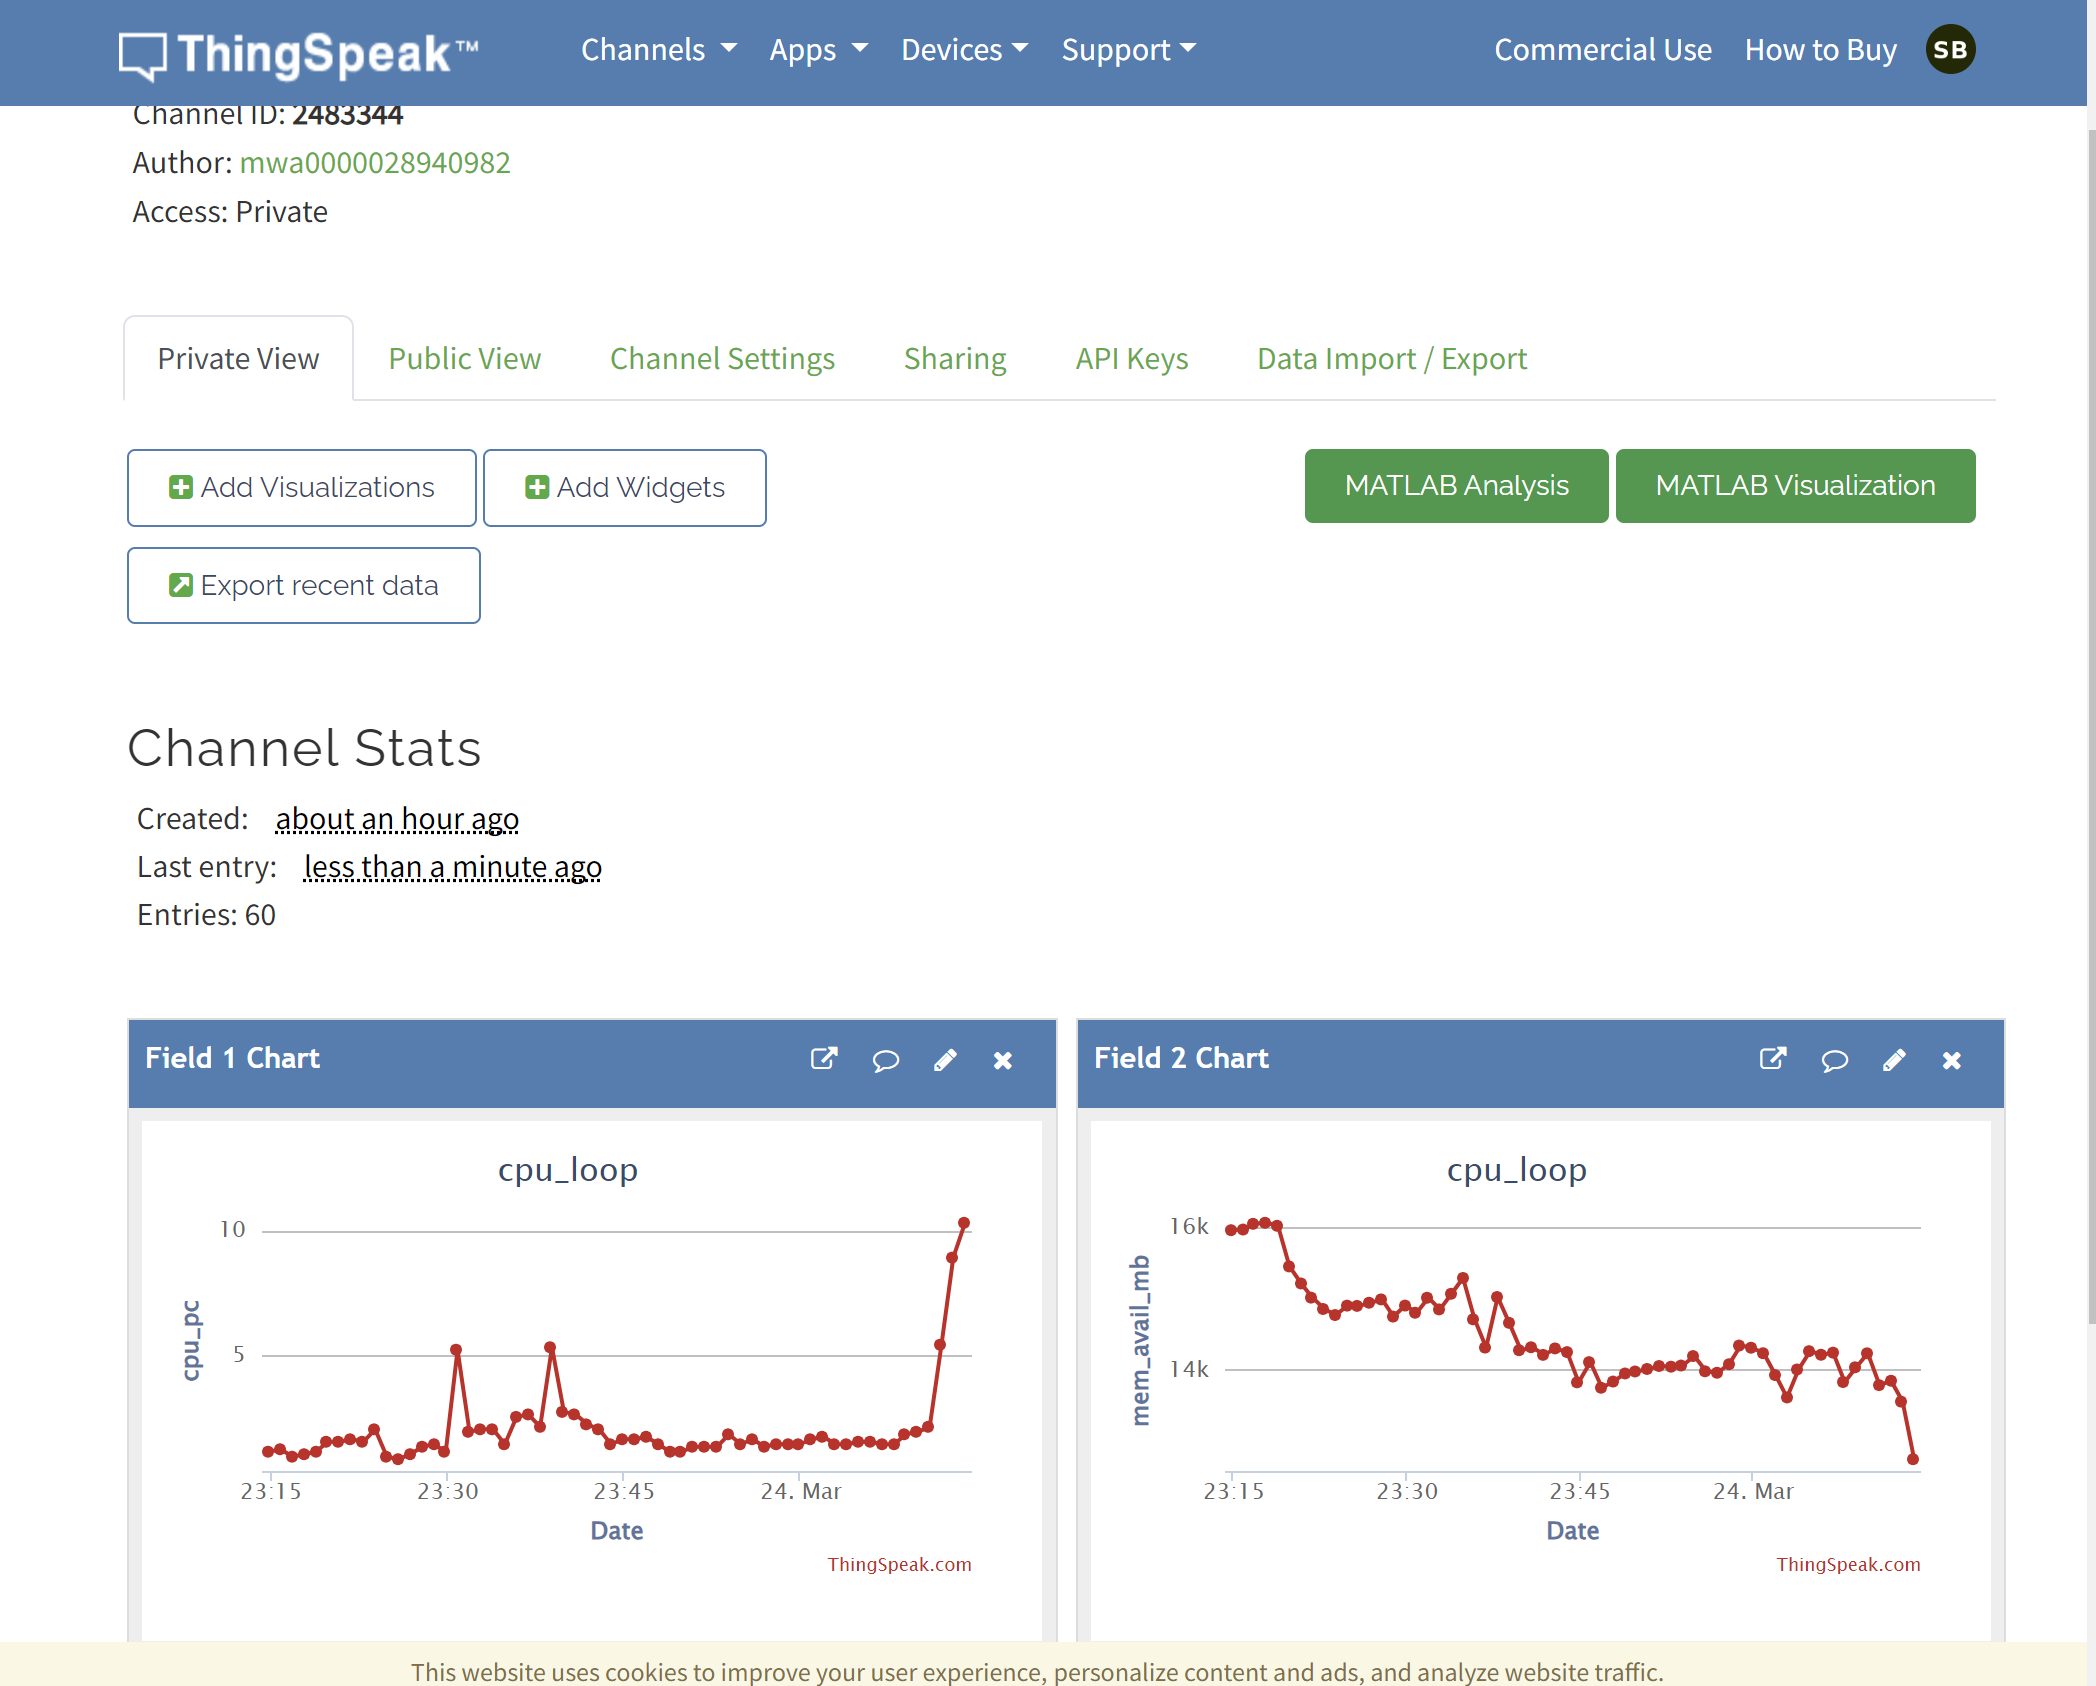 ThingSpeak™ Channels Apps Devices Support Commercial Use How to Buy SB
Channel ID: 2483344
Author: mwa0000028940982
Access: Private
Private View Public View Channel Settings Sharing API Keys Data Import / Export
Add Visualizations Add Widgets MATLAB Analysis MATLAB Visualization
Export recent data
Channel Stats
Created: about an hour ago
Last entry: less than a minute ago
Entries: 60
Field 1 Chart
cpu_loop
10
5
cpu_pc
23:15 23:30 23:45 24. Mar
Date
ThingSpeak.com
Field 2 Chart
cpu_loop
16k
14k
mem_avail_mb
23:15 23:30 23:45 24. Mar
Date
ThingSpeak.com
This website uses cookies to improve your user experience, personalize content and ads, and analyze website traffic.